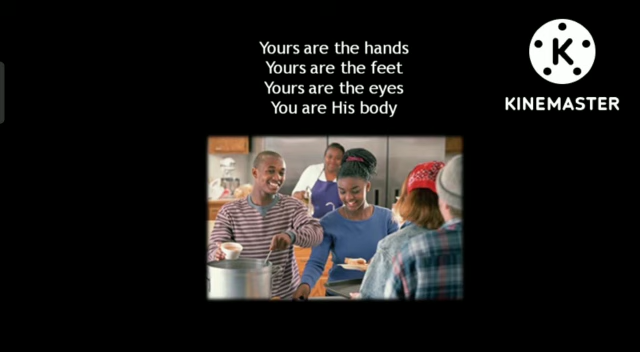 Yours are the hands
Yours are the feet
Yours are the eyes
You are His body
K
KINEMASTER